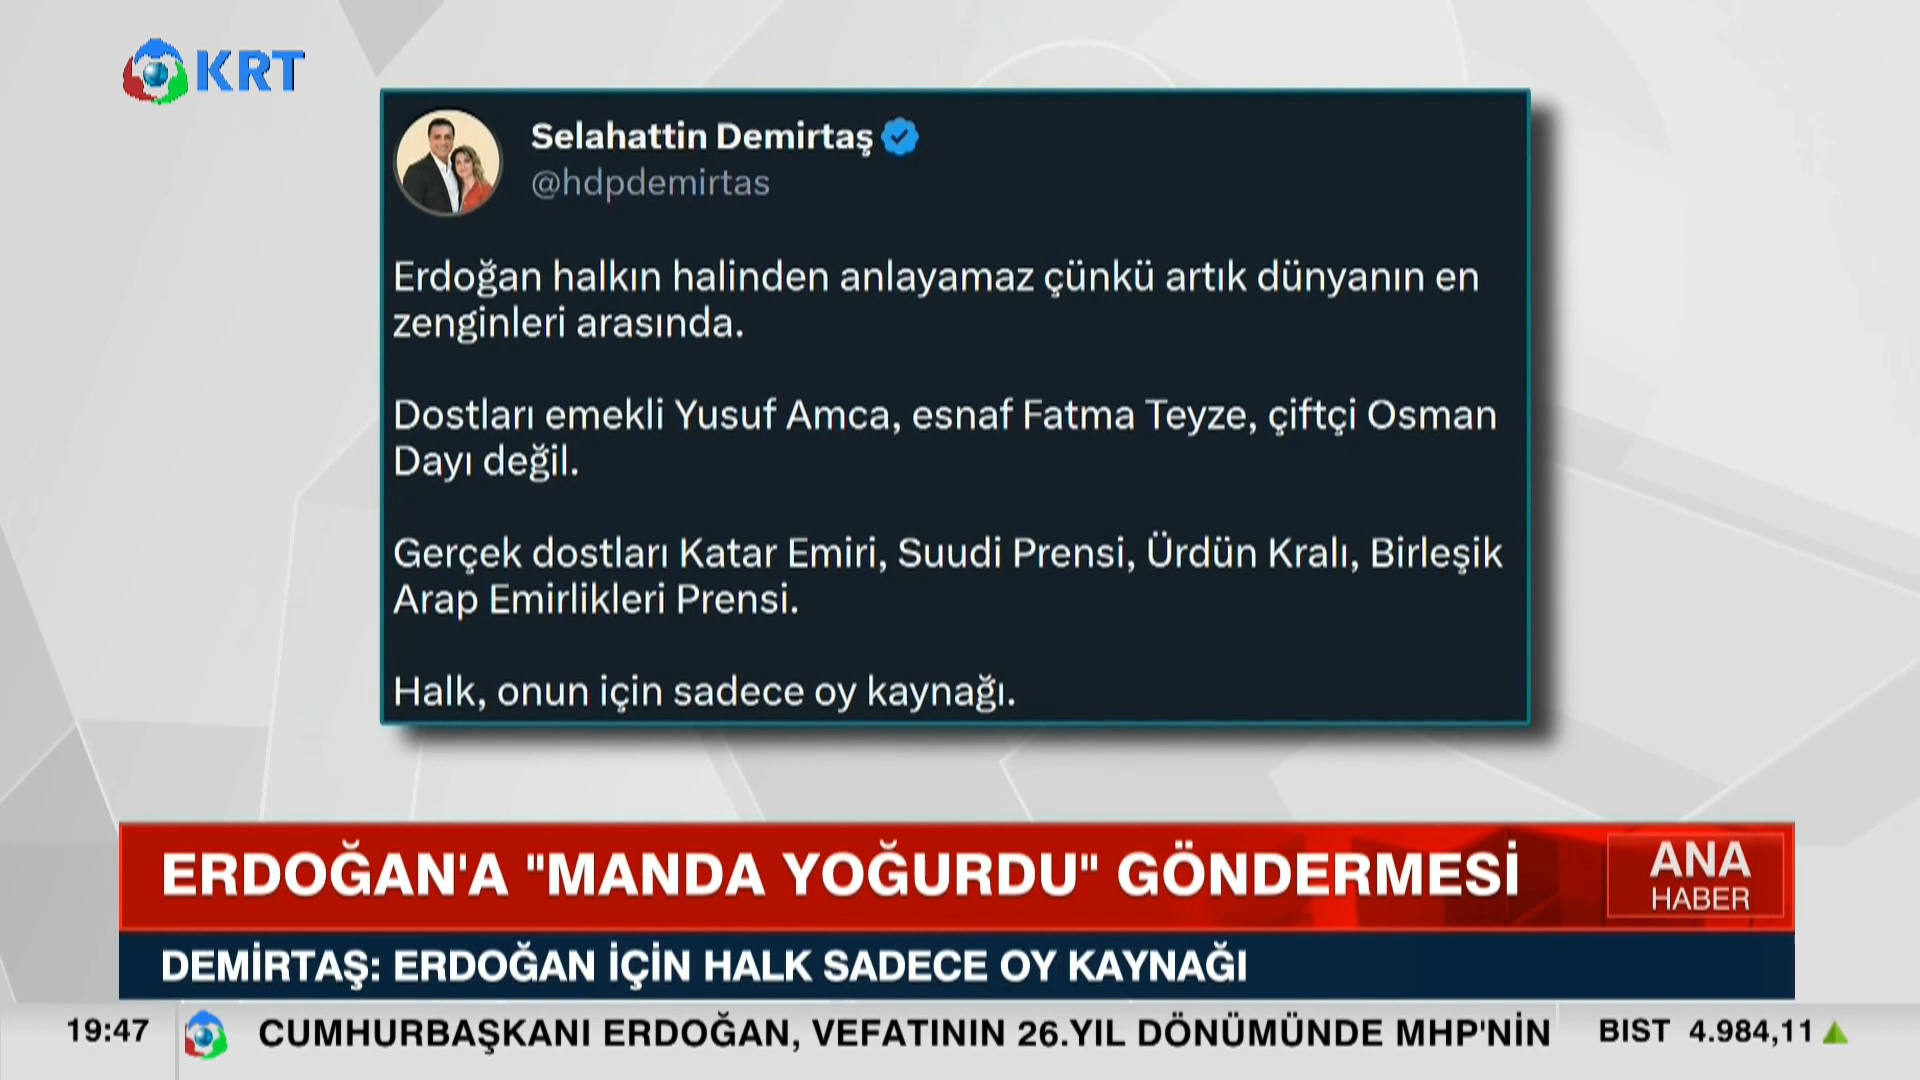 KRT
Selahattin Demirtaş
@hdpdemirtas
Erdoğan halkın halinden anlayamaz çünkü artık dünyanın en
zenginleri arasında.
Dostları emekli Yusuf Amca, esnaf Fatma Teyze, çiftçi Osman
Dayı değil.
Gerçek dostları Katar Emiri, Suudi Prensi, Ürdün Kralı, Birleşik
Arap Emirlikleri Prensi.
Halk, onun için sadece oy kaynağı.
ERDOĞAN'A "MANDA YOĞURDU" GÖNDERMESİ
ANA
HABER
DEMİRTAŞ: ERDOĞAN İÇİN HALK SADECE OY KAYNAĞI
19:47 CUMHURBAŞKANI ERDOĞAN, VEFATININ 26.YIL DÖNÜMÜNDE MHP'NİN BIST 4.984,11